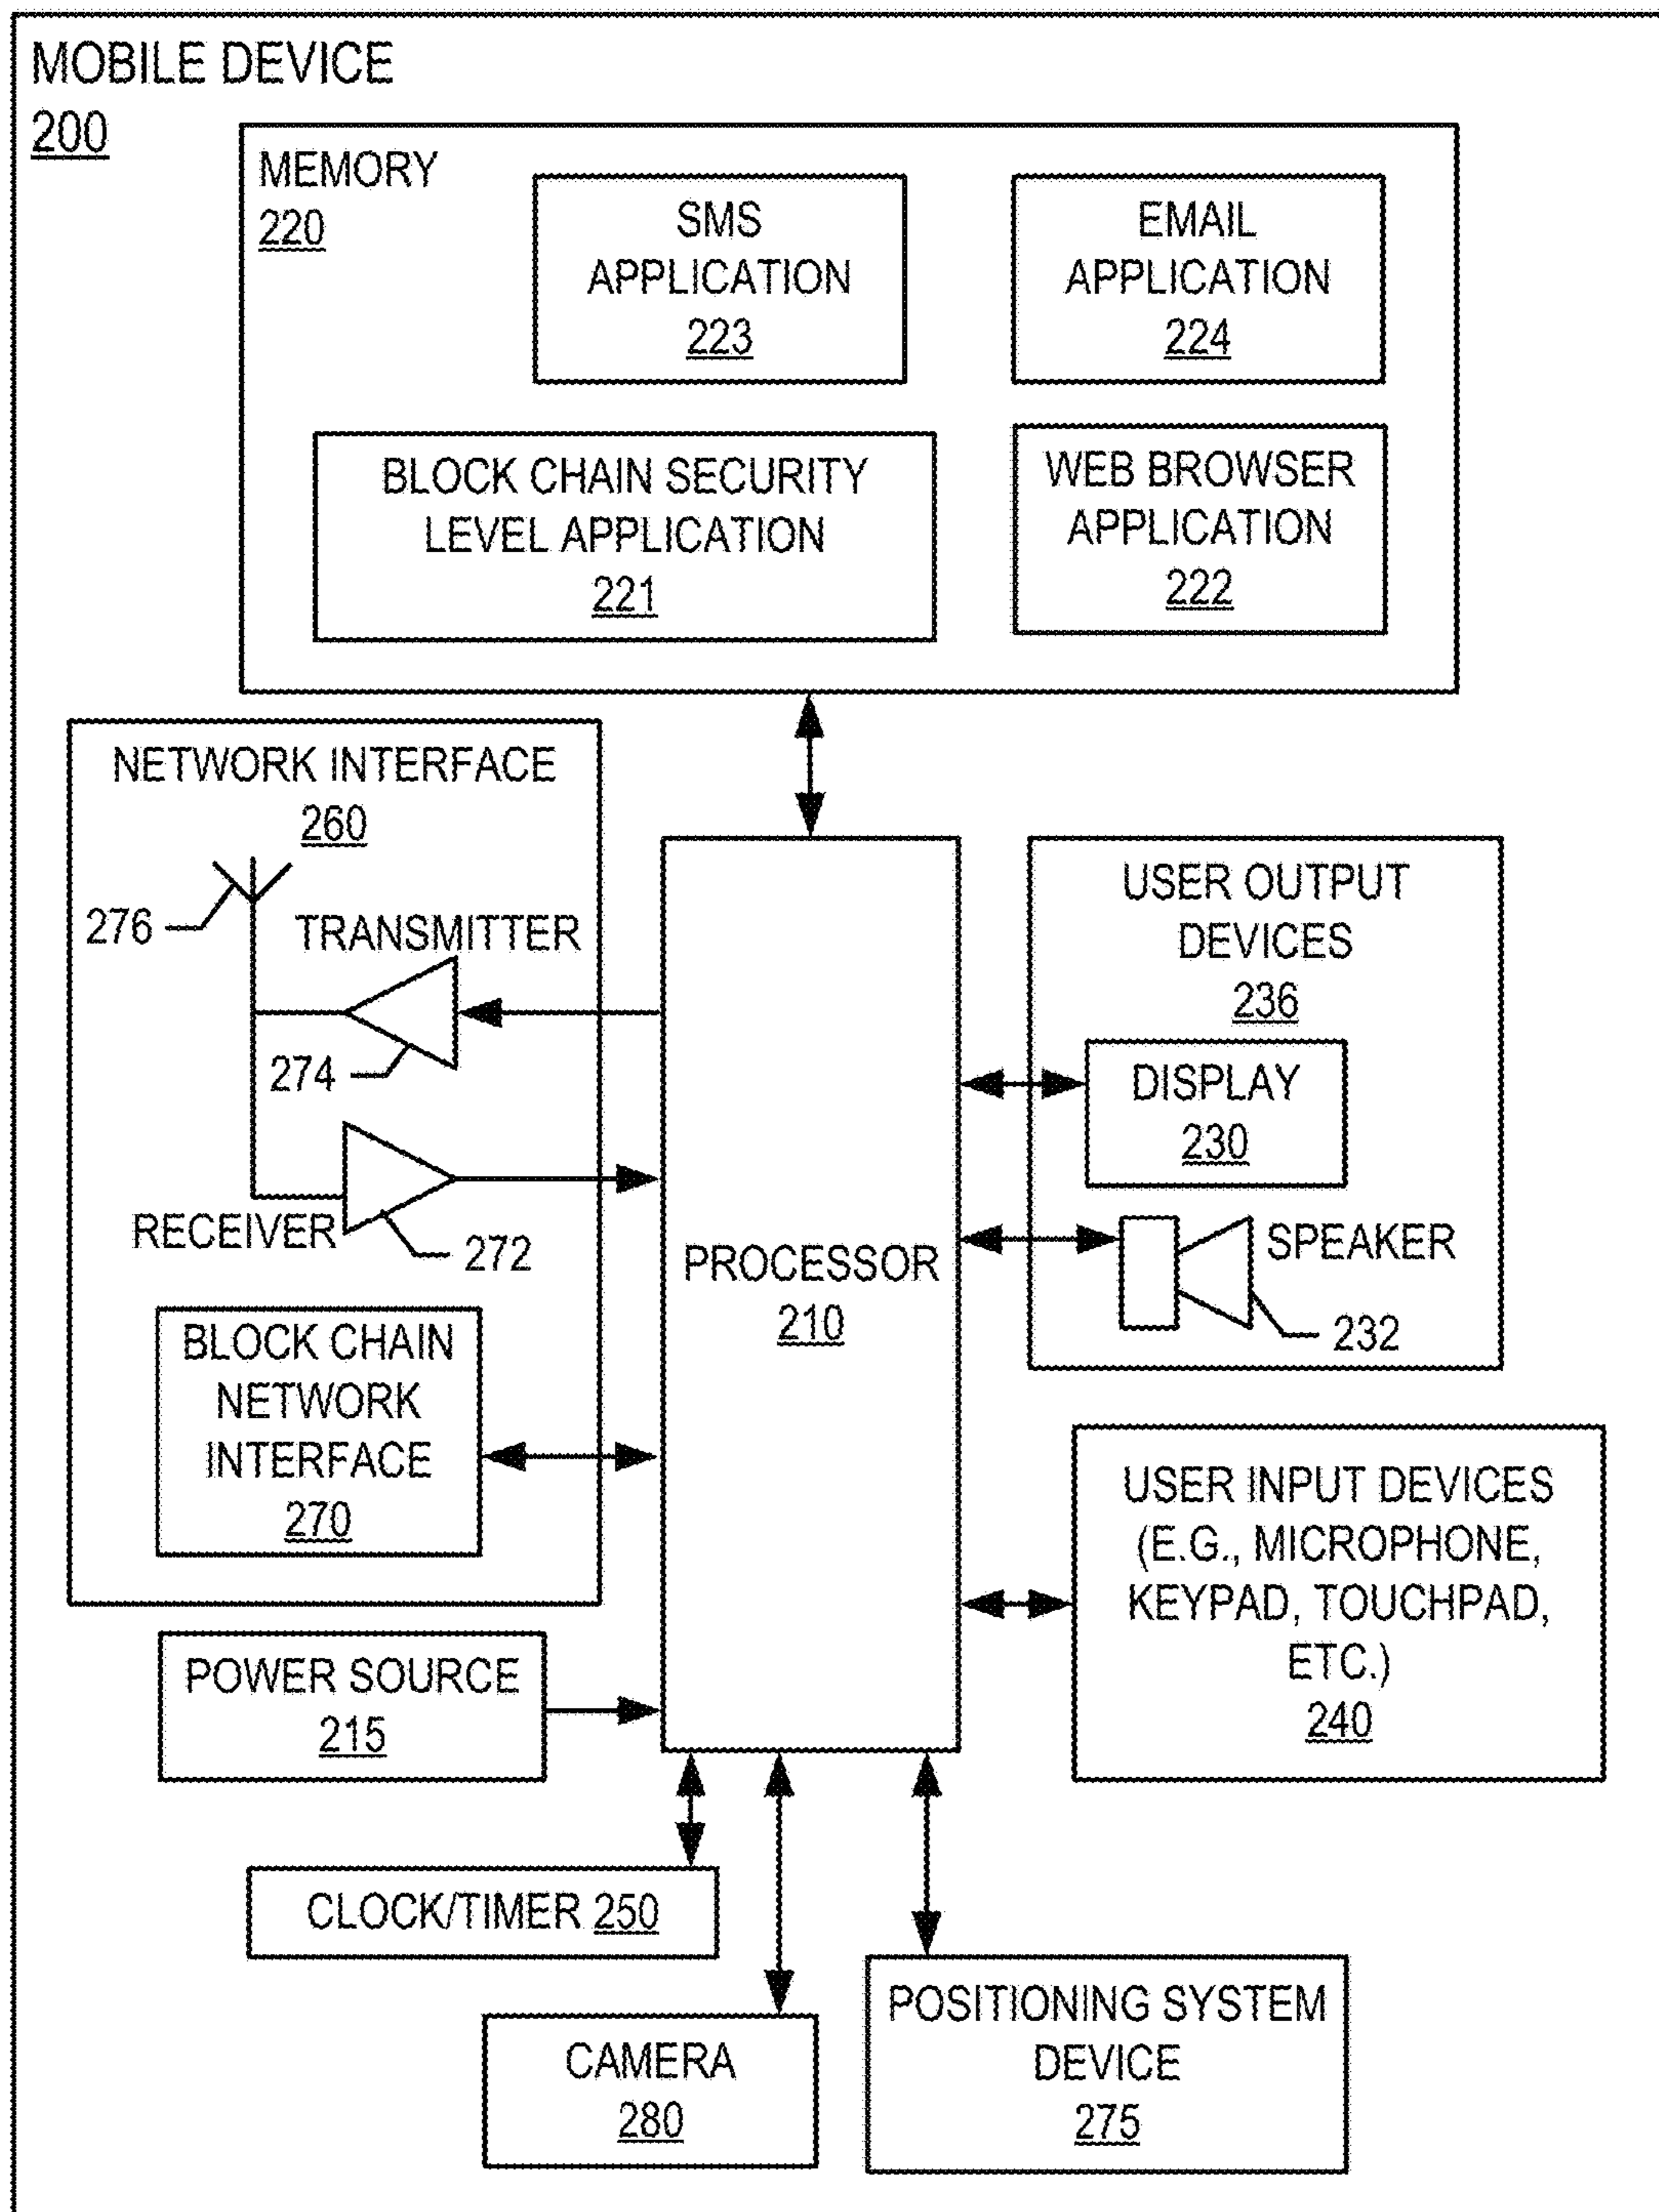 MOBILE DEVICE
200
MEMORY
220
SMS
APPLICATION
223
EMAIL
APPLICATION
224
BLOCK CHAIN SECURITY
LEVEL APPLICATION
221
WEB BROWSER
APPLICATION
222
NETWORK INTERFACE
260
276
TRANSMITTER
274
RECEIVER
272
BLOCK CHAIN
NETWORK
INTERFACE
270
PROCESSOR
210
USER OUTPUT
DEVICES
236
DISPLAY
230
SPEAKER
232
USER INPUT DEVICES
(E.G., MICROPHONE,
KEYPAD, TOUCHPAD,
ETC.)
240
POWER SOURCE
215
CLOCK/TIMER 250
CAMERA
280
POSITIONING SYSTEM
DEVICE
275